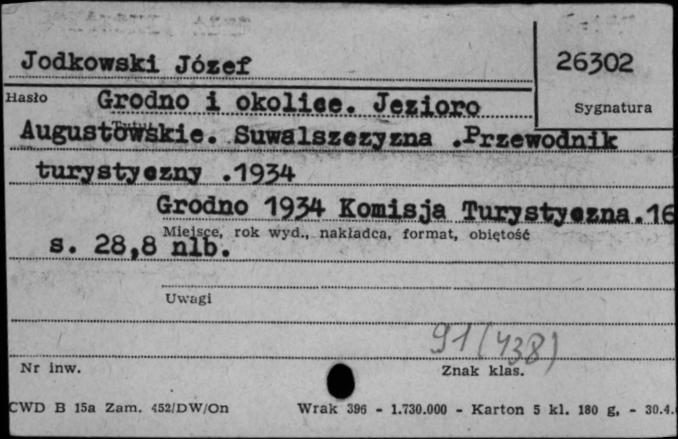 Jodkowski Józef
26302
Hasło
Sygnatura
Grodno i okolice. Jezioro
Tytuł
Augustowskie. Suwalszczyzna .Przewodnik
turystyczny .1934
Grodno 1934 Komisja Turystyczna.16
Miejsce, rok wyd., nakładca, format, objętość
s. 28,8 nlb.
Uwagi
91(438)
Nr inw.
Znak klas.
CWD B 15a Zam. 452/DW/On
Wrak 396 - 1.730.000 - Karton 5 kl. 180 g, - 30.4.